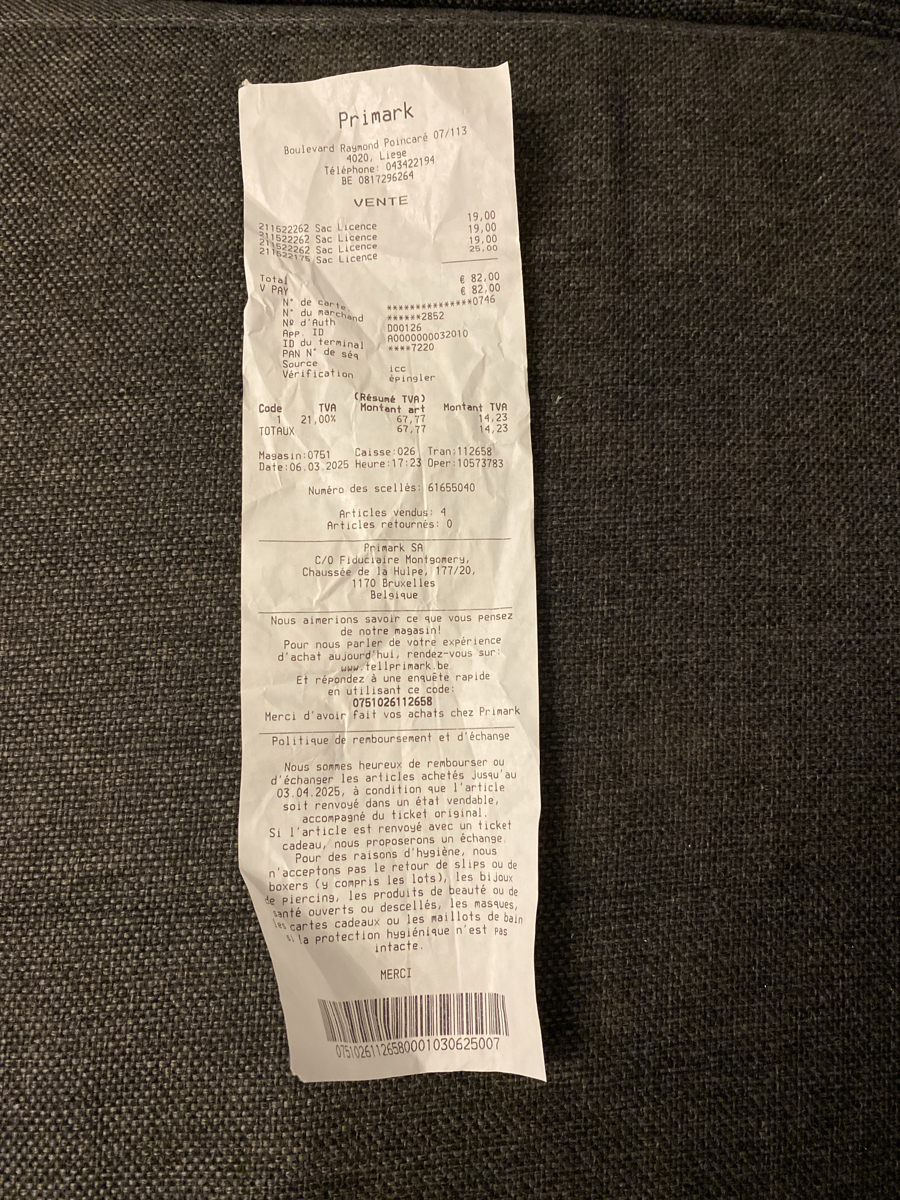 Primark
Boulevard Raymond Poincaré 07/113
4020, Liege
Téléphone: 043422194
BE 0817296264
VENTE
211522262 Sac Licence 19,00
211522262 Sac Licence 19,00
211522262 Sac Licence 19,00
211522175 Sac Licence 25,00
Total € 82,00
V PAY € 82,00
N° de carte ***************0746
N° du marchand ******2852
Nº d'Auth D00126
App. ID A0000000032010
ID du terminal ****7220
PAN N° de séq
Source icc
Vérification épingler
(Résumé TVA)
Code TVA Montant art Montant TVA
1 21,00% 67,77 14,23
TOTAUX 67,77 14,23
Magasin:0751 Caisse:026 Tran:112658
Date:06.03.2025 Heure:17:23 Oper:10573783
Numéro des scellés: 61655040
Articles vendus: 4
Articles retournés: 0
Primark SA
C/O Fiduciaire Montgomery,
Chaussée de la Hulpe, 177/20,
1170 Bruxelles
Belgique
Nous aimerions savoir ce que vous pensez
de notre magasin!
Pour nous parler de votre expérience
d'achat aujourd'hui, rendez-vous sur:
www.tellprimark.be
Et répondez à une enquête rapide
en utilisant ce code:
0751026112658
Merci d'avoir fait vos achats chez Primark
Politique de remboursement et d'échange
Nous sommes heureux de rembourser ou
d'échanger les articles achetés jusqu'au
03.04.2025, à condition que l'article
soit renvoyé dans un état vendable,
accompagné du ticket original.
Si l'article est renvoyé avec un ticket
cadeau, nous proposerons un échange.
Pour des raisons d'hygiène, nous
n'acceptons pas le retour de slips ou de
boxers (y compris les lots), les bijoux
de piercing, les produits de beauté ou de
santé ouverts ou descellés, les masques,
les cartes cadeaux ou les maillots de bain
si la protection hygiénique n'est pas
intacte.
MERCI
07510261126580001030625007